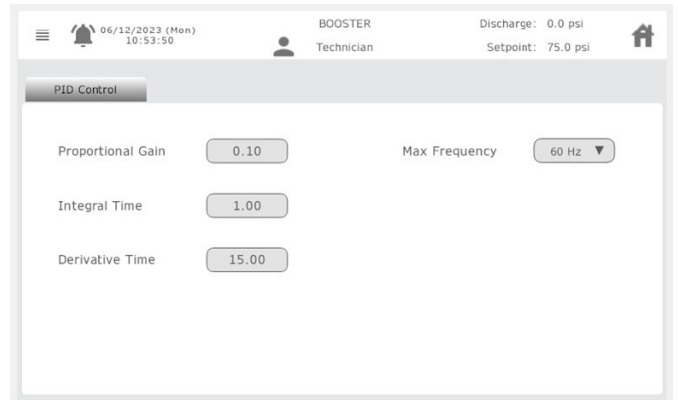 06/12/2023 (Mon)
10:53:50
BOOSTER
Technician
Discharge: 0.0 psi
Setpoint: 75.0 psi
PID Control
Proportional Gain 0.10 Max Frequency 60 Hz ▼
Integral Time 1.00
Derivative Time 15.00